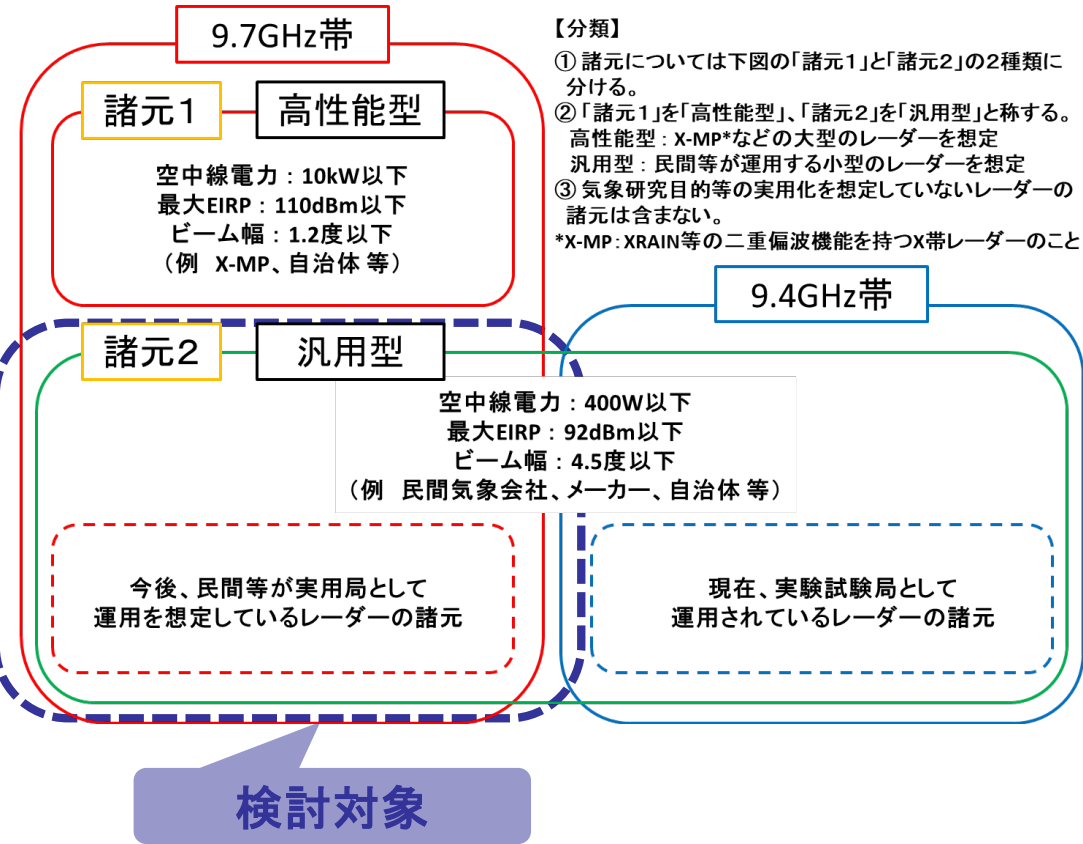 9.7GHz帯
【分類】
① 諸元については下図の「諸元1」と「諸元２」の２種類に
分ける。
②「諸元1」を「高性能型」、「諸元２」を「汎用型」と称する。
高性能型：X-MP*などの大型のレーダーを想定
汎用型：民間等が運用する小型のレーダーを想定
③ 気象研究目的等の実用化を想定していないレーダーの
諸元は含まない。
*X-MP：XRAIN等の二重偏波機能を持つX帯レーダーのこと
諸元１
高性能型
空中線電力：10kW以下
最大EIRP：110dBm以下
ビーム幅：1.2度以下
（例　X-MP、自治体 等）
9.4GHz帯
諸元２
汎用型
空中線電力：400W以下
最大EIRP：92dBm以下
ビーム幅：4.5度以下
（例　民間気象会社、メーカー、自治体 等）
今後、民間等が実用局として
運用を想定しているレーダーの諸元
現在、実験試験局として
運用されているレーダーの諸元
検討対象